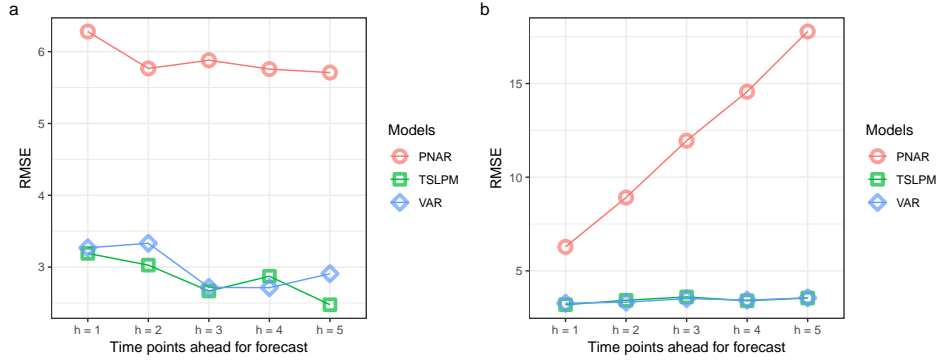 a
6
5
4
3
RMSE
h = 1
h = 2
h = 3
h = 4
h = 5
Time points ahead for forecast
Models
PNAR
TSLPM
VAR
b
15
10
5
RMSE
h = 1
h = 2
h = 3
h = 4
h = 5
Time points ahead for forecast
Models
PNAR
TSLPM
VAR